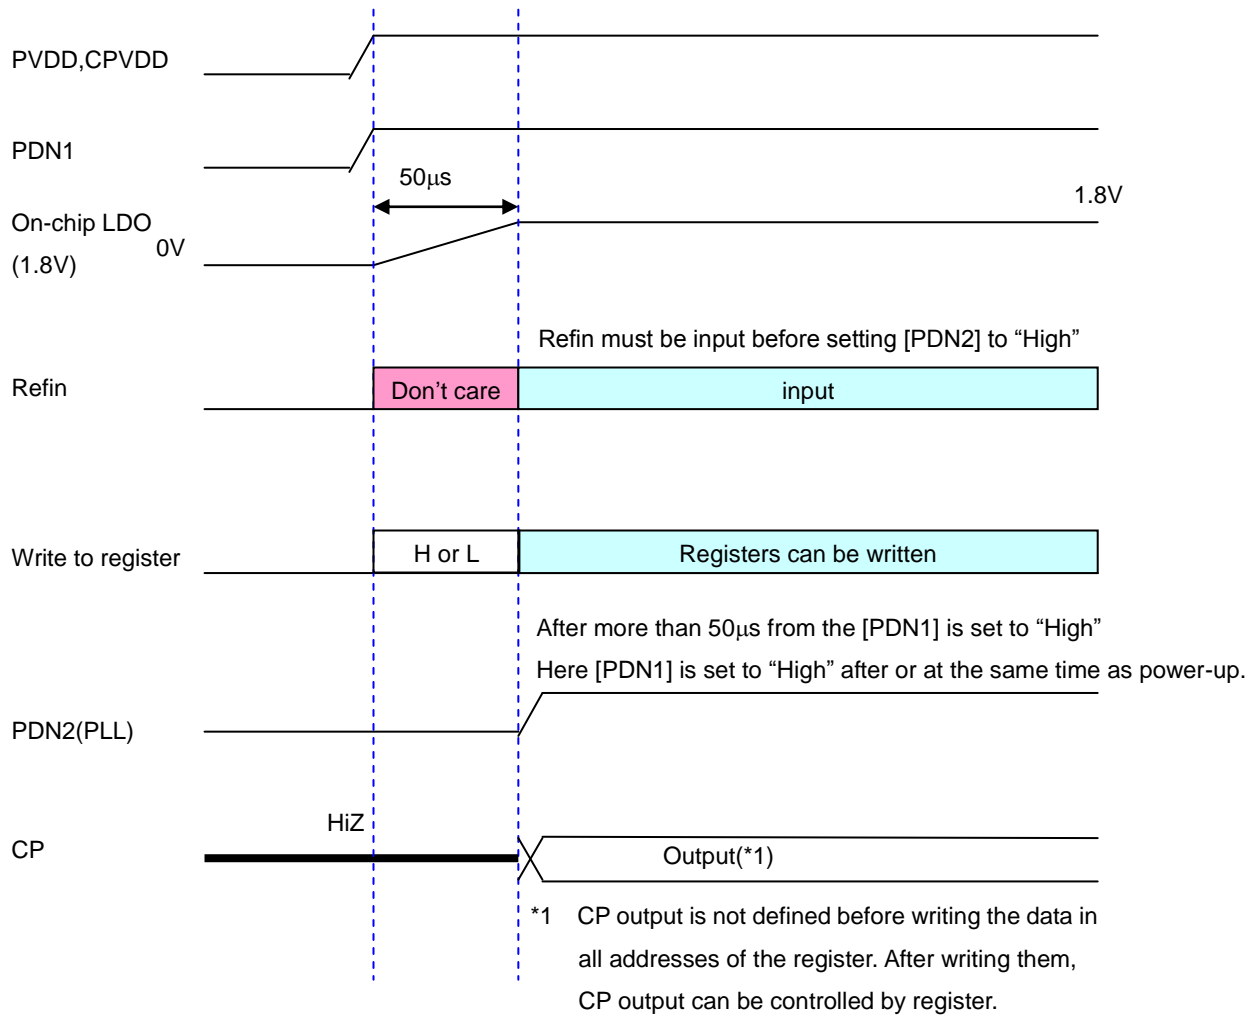 PVDD,CPVDD
PDN1
50μs
1.8V
On-chip LDO
0V
(1.8V)
Refin must be input before setting [PDN2] to “High”
Refin
Don’t care
input
Write to register
H or L
Registers can be written
After more than 50μs from the [PDN1] is set to “High”
Here [PDN1] is set to “High” after or at the same time as power-up.
PDN2(PLL)
HiZ
CP
Output(*1)
*1 CP output is not defined before writing the data in
all addresses of the register. After writing them,
CP output can be controlled by register.